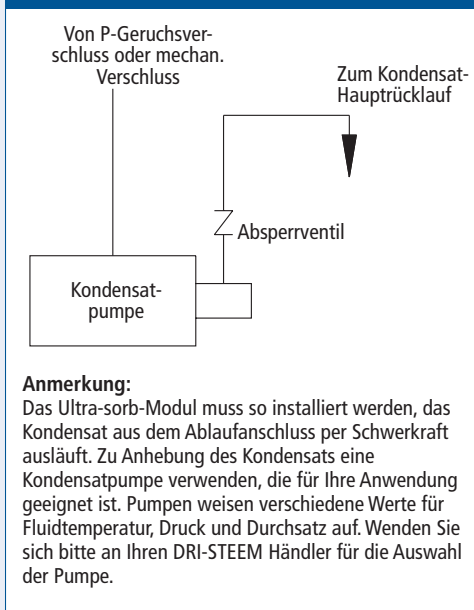 Von P-Geruchsver-
schluss oder mechan.
Verschluss
Zum Kondensat-
Hauptrücklauf
Absperrventil
Kondensat-
pumpe
Anmerkung:
Das Ultra-sorb-Modul muss so installiert werden, das
Kondensat aus dem Ablaufanschluss per Schwerkraft
ausläuft. Zu Anhebung des Kondensats eine
Kondensatpumpe verwenden, die für Ihre Anwendung
geeignet ist. Pumpen weisen verschiedene Werte für
Fluidtemperatur, Druck und Durchsatz auf. Wenden Sie
sich bitte an Ihren DRI-STEEM Händler für die Auswahl
der Pumpe.